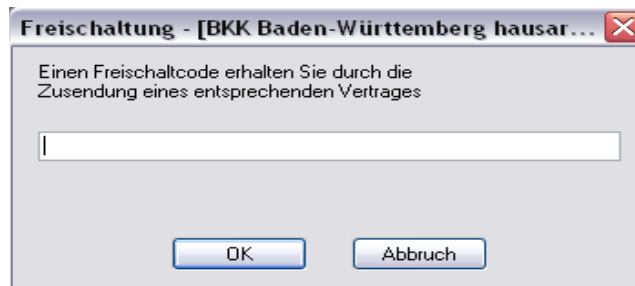 Freischaltung - [BKK Baden-Württemberg hausar...
Einen Freischaltcode erhalten Sie durch die
Zusendung eines entsprechenden Vertrages
OK Abbruch